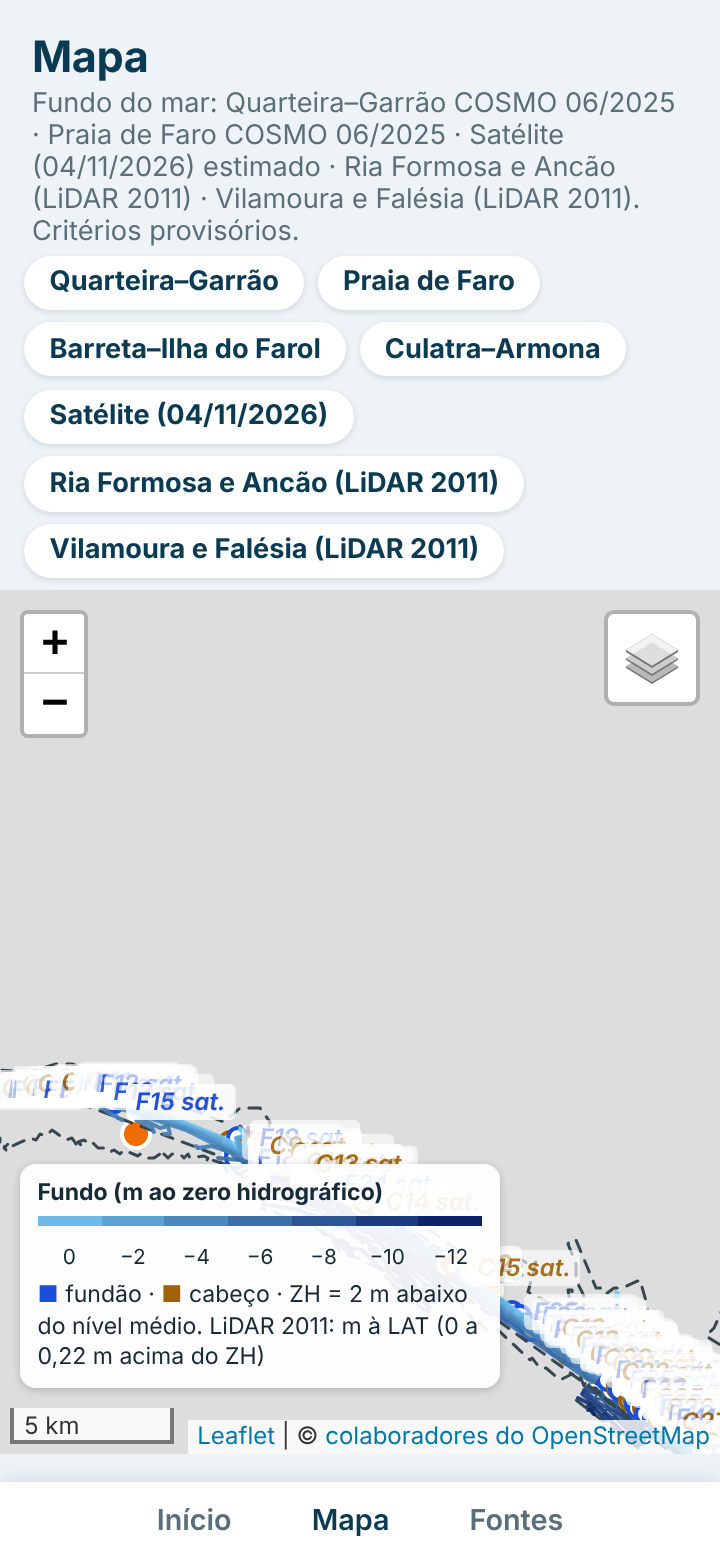 Mapa
Fundo do mar: Quarteira–Garrão COSMO 06/2025
· Praia de Faro COSMO 06/2025 · Satélite
(04/11/2026) estimado · Ria Formosa e Ancão
(LiDAR 2011) · Vilamoura e Falésia (LiDAR 2011).
Critérios provisórios.
Quarteira–Garrão
Praia de Faro
Barreta–Ilha do Farol
Culatra–Armona
Satélite (04/11/2026)
Ria Formosa e Ancão (LiDAR 2011)
Vilamoura e Falésia (LiDAR 2011)
+
−
F15 sat.
C13 sat.
C14 sat.
15 sat.
Fundo (m ao zero hidrográfico)
0 −2 −4 −6 −8 −10 −12
fundão · cabeço · ZH = 2 m abaixo
do nível médio. LiDAR 2011: m à LAT (0 a
0,22 m acima do ZH)
5 km
Leaflet | © colaboradores do OpenStreetMap
Início
Mapa
Fontes